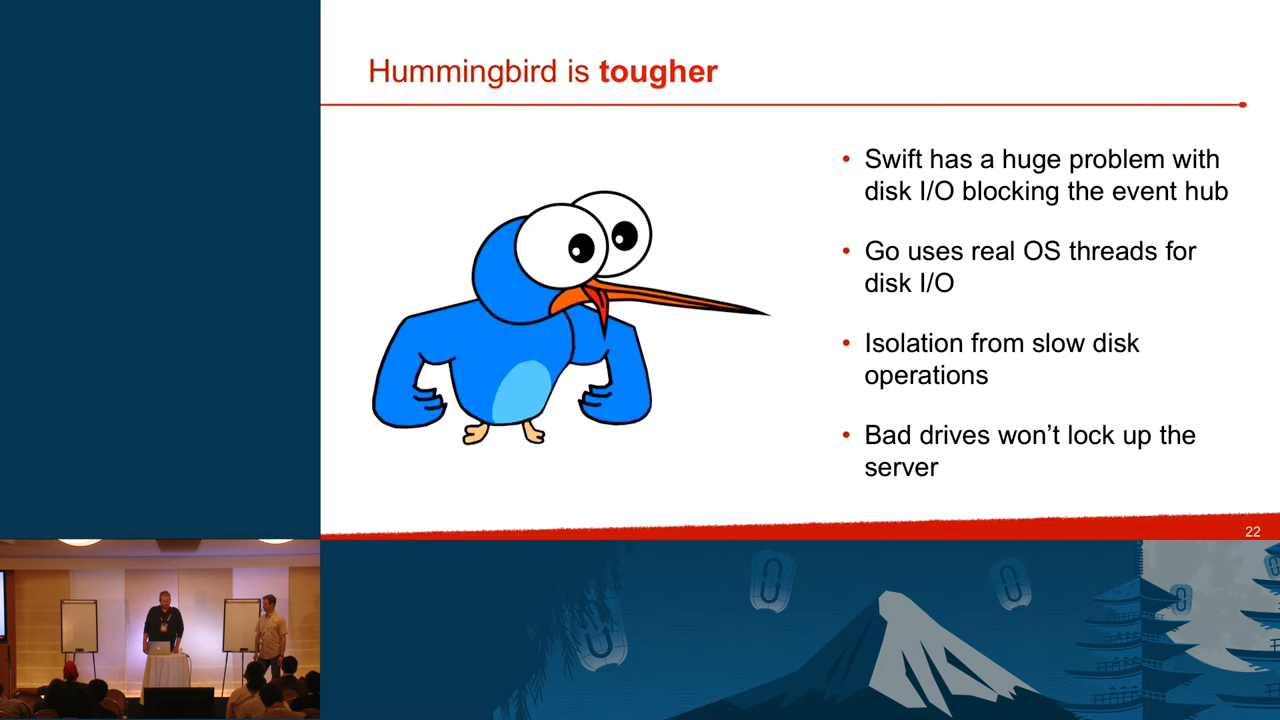 Hummingbird is tougher
• Swift has a huge problem with
disk I/O blocking the event hub
• Go uses real OS threads for
disk I/O
• Isolation from slow disk
operations
• Bad drives won’t lock up the
server
22